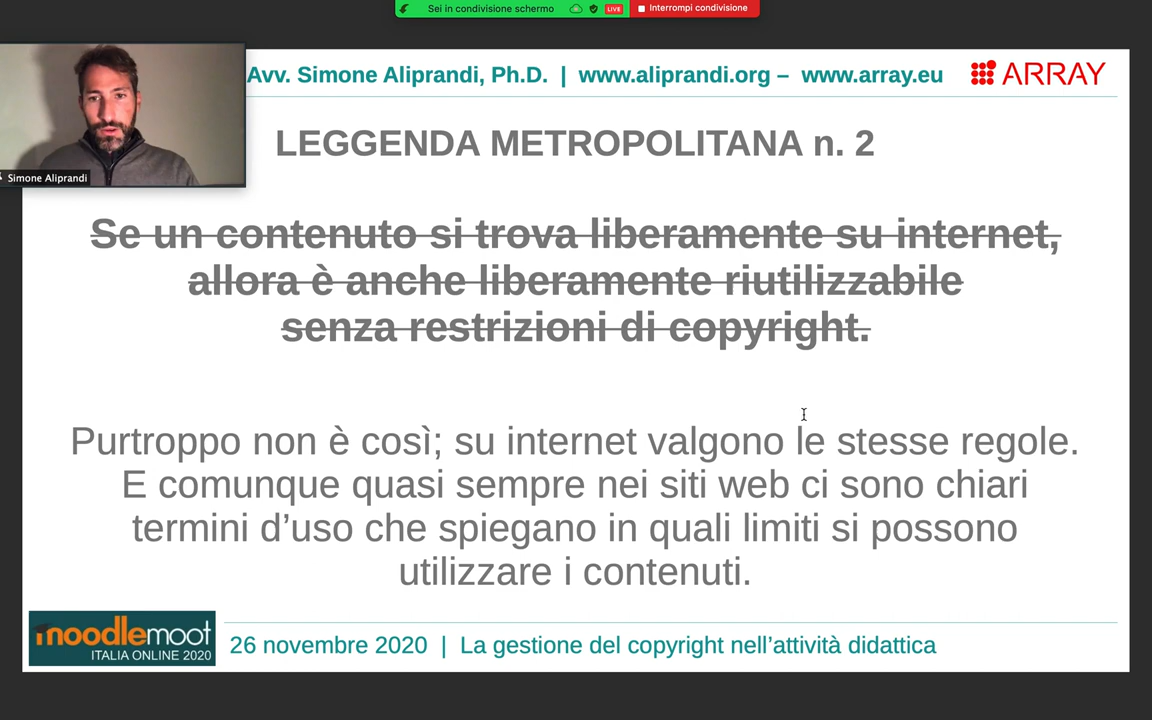 Sei in condivisione schermo LIVE Interrompi condivisione
Avv. Simone Aliprandi, Ph.D. | www.aliprandi.org – www.array.eu ARRAY
Simone Aliprandi
LEGGENDA METROPOLITANA n. 2
Se un contenuto si trova liberamente su internet,
allora è anche liberamente riutilizzabile
senza restrizioni di copyright.
Purtroppo non è così; su internet valgono le stesse regole.
E comunque quasi sempre nei siti web ci sono chiari
termini d’uso che spiegano in quali limiti si possono
utilizzare i contenuti.
moodlemoot
ITALIA ONLINE 2020
26 novembre 2020 | La gestione del copyright nell’attività didattica